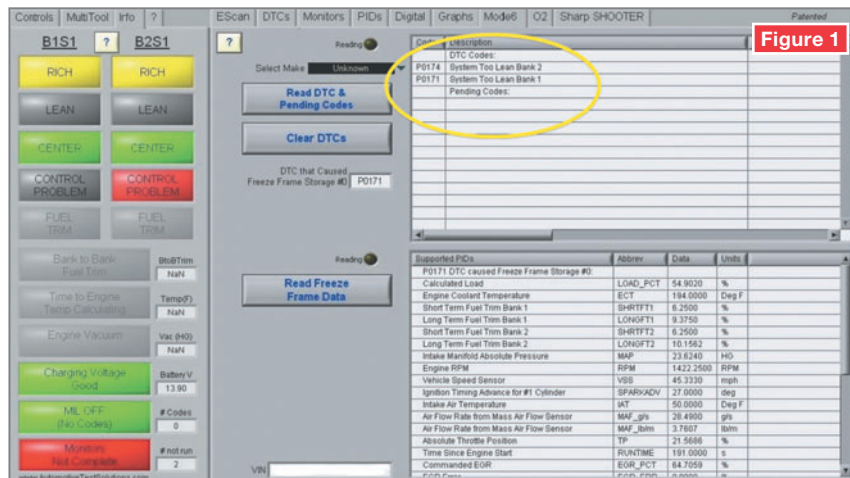 Controls MultiTool Info ? EScan DTCs Monitors PIDs Digital Graphs Mode6 O2 Sharp SHOOTER Patented
Figure 1
B1S1 ? B2S1
RICH RICH
LEAN LEAN
CENTER CENTER
CONTROL PROBLEM CONTROL PROBLEM
FUEL TRIM FUEL TRIM
Bank to Bank Fuel Trim BtoBTrim NaN
Time to Engine Temp Calculating Temp(F) NaN
Engine Vacuum Vac (HG) NaN
Charging Voltage Good Battery V 13.90
MIL OFF (No Codes) # Codes 0
Monitors Not Complete # not run 2
www.AutomotiveTestSolutions.com
? Reading
Select Make Unknown
Read DTC &
Pending Codes
Clear DTCs
DTC that Caused
Freeze Frame Storage #0 P0171
Reading
Read Freeze
Frame Data
VIN
Code Description
DTC Codes:
P0174 System Too Lean Bank 2
P0171 System Too Lean Bank 1
Pending Codes:
Supported PIDs Abbrev Data Units
P0171 DTC caused Freeze Frame Storage #0:
Calculated Load LOAD_PCT 54.9020 %
Engine Coolant Temperature ECT 194.0000 Deg F
Short Term Fuel Trim Bank 1 SHRTFT1 6.2500 %
Long Term Fuel Trim Bank 1 LONGFT1 9.3750 %
Short Term Fuel Trim Bank 2 SHRTFT2 6.2500 %
Long Term Fuel Trim Bank 2 LONGFT2 10.1562 %
Intake Manifold Absolute Pressure MAP 23.6240 HG
Engine RPM RPM 1422.2500 RPM
Vehicle Speed Sensor VSS 45.3330 mph
Ignition Timing Advance for #1 Cylinder SPARKADV 27.0000 deg
Intake Air Temperature IAT 50.0000 Deg F
Air Flow Rate from Mass Air Flow Sensor MAF_g/s 28.4900 g/s
Air Flow Rate from Mass Air Flow Sensor MAF_lb/m 3.7607 lb/m
Absolute Throttle Position TP 21.5686 %
Time Since Engine Start RUNTIME 191.0000 s
Commanded EGR EGR_PCT 64.7059 %
EGR Error EGR_ERR 0.0000 %